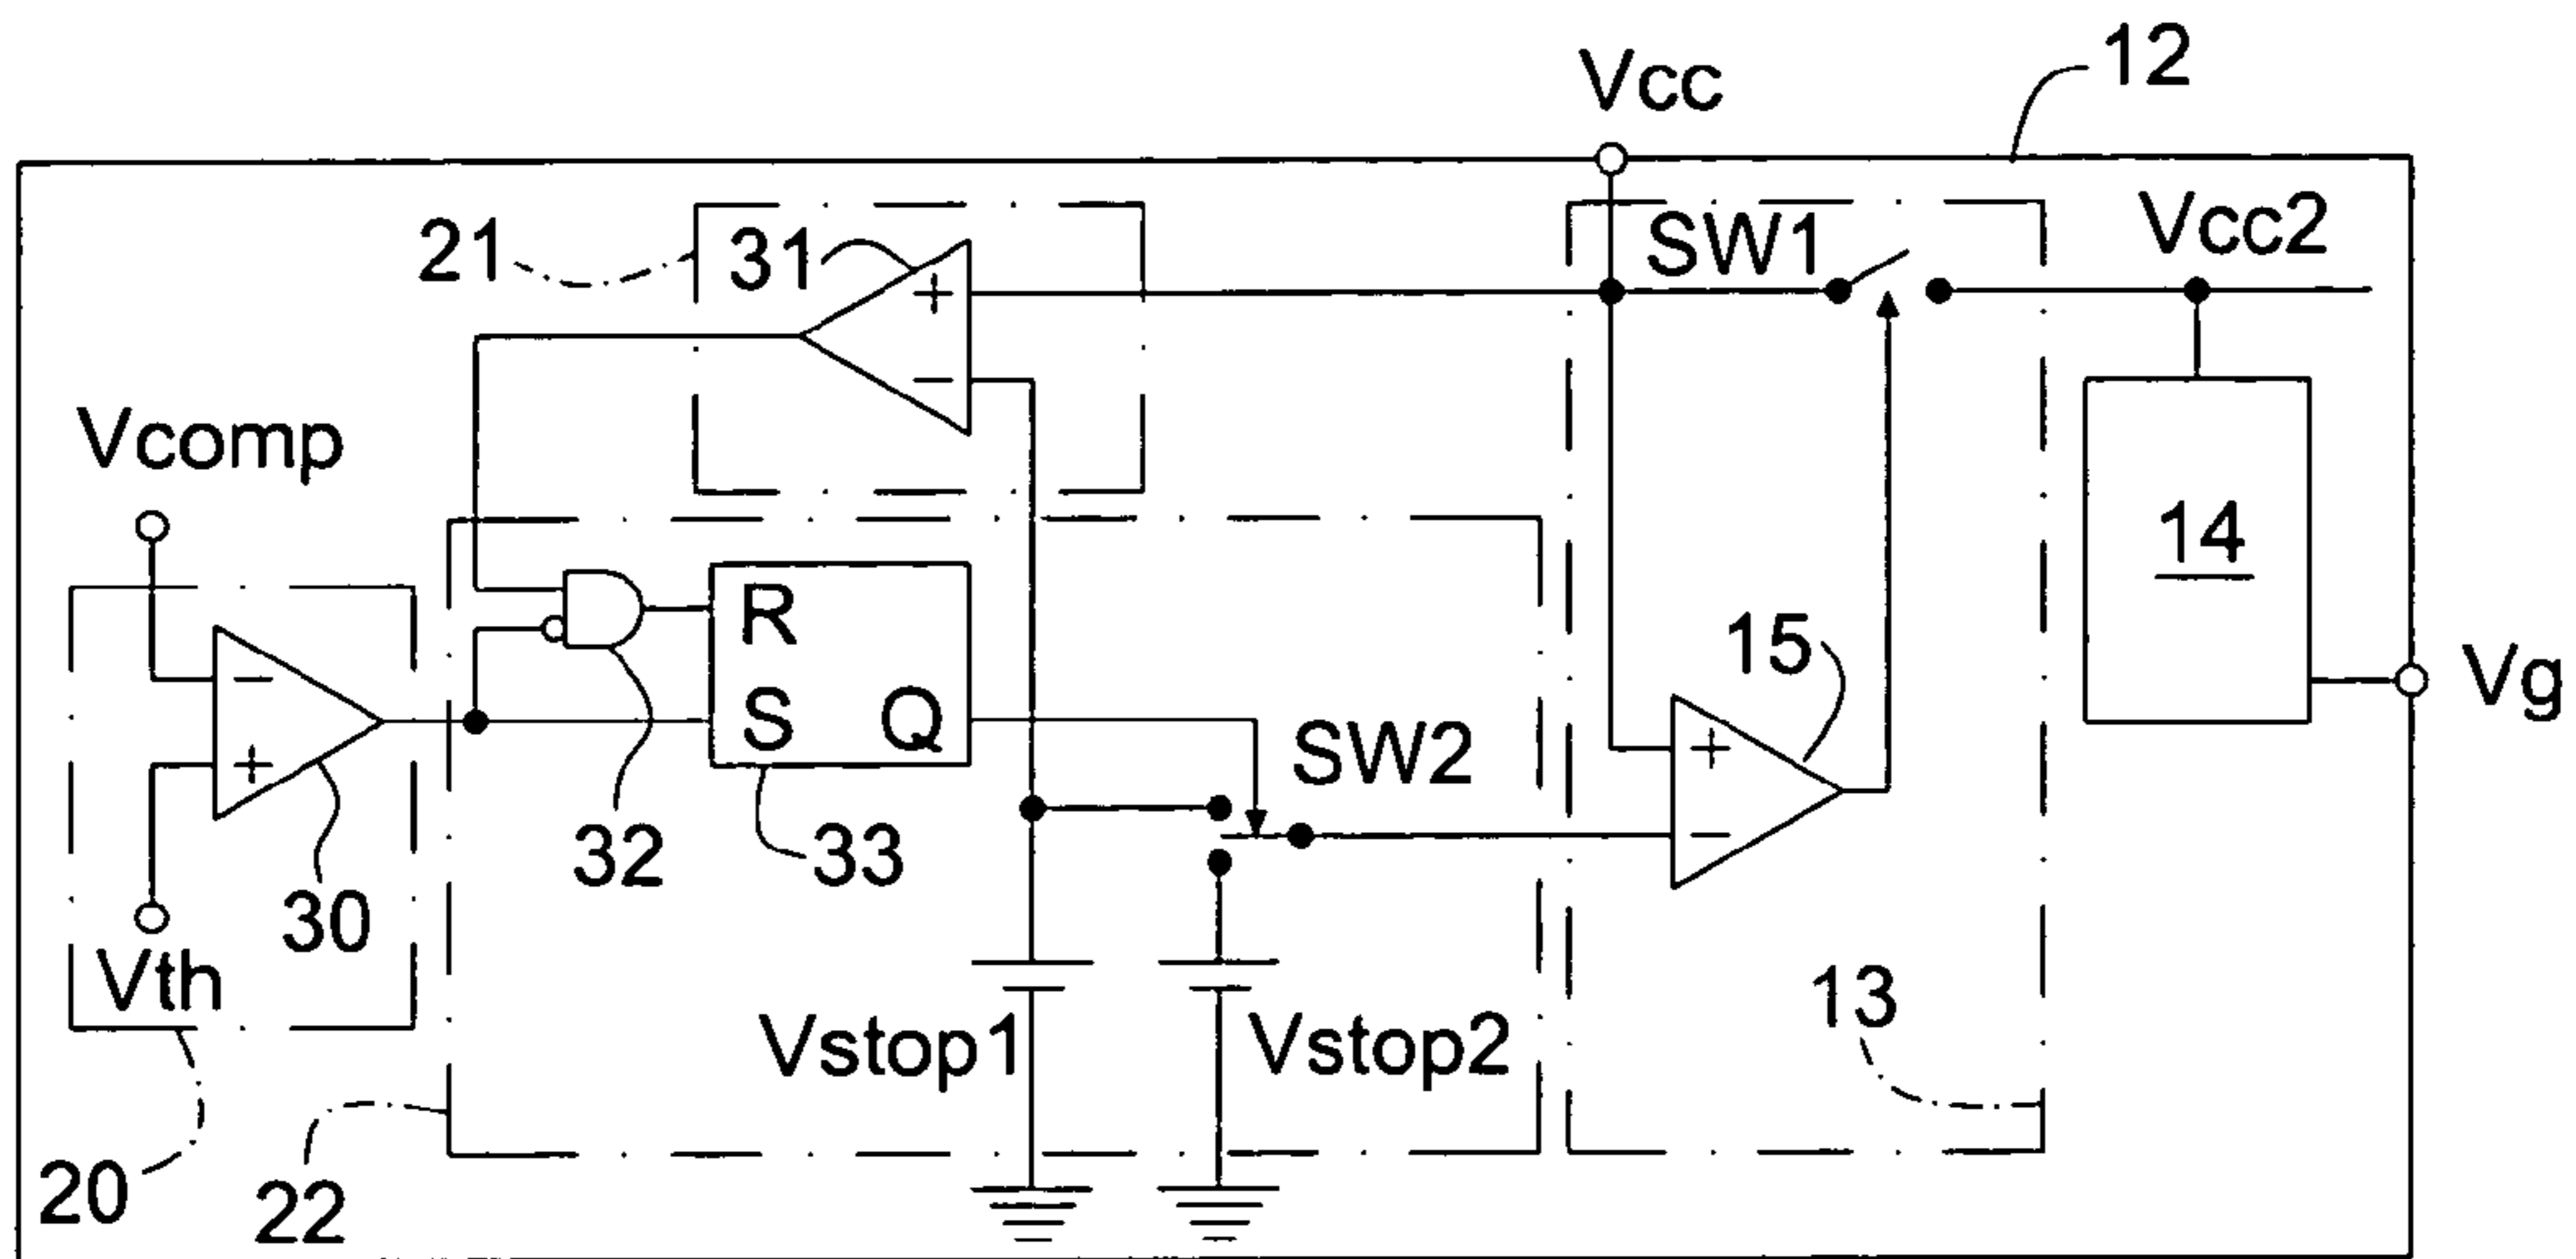 Vcc
12
21
31
+
−
SW1
Vcc2
Vcomp
14
R
S
Q
−
+
15
+
−
Vg
SW2
32
33
30
Vth
Vstop1
Vstop2
13
20
22